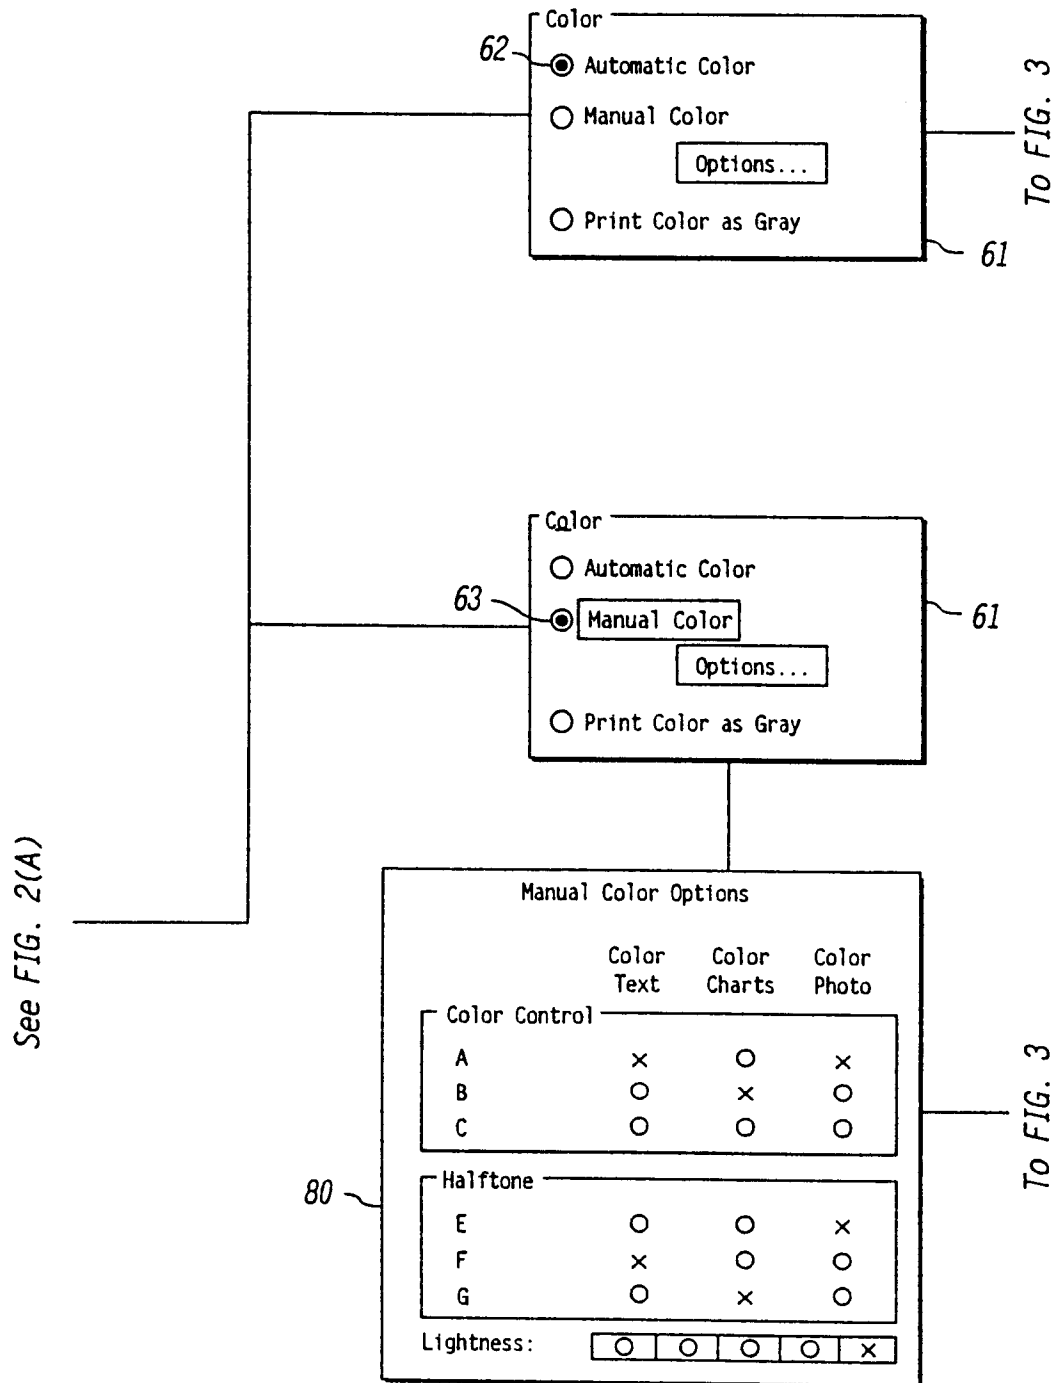 Color
62
Automatic Color
Manual Color
Options...
Print Color as Gray
61
To FIG. 3
Color
Automatic Color
63
Manual Color
61
Options...
Print Color as Gray
See FIG. 2(A)
Manual Color Options
Color Color Color
Text Charts Photo
Color Control
A × O ×
B O × O
C O O O
To FIG. 3
80
Halftone
E O O ×
F × O O
G O × O
Lightness: O O O O ×